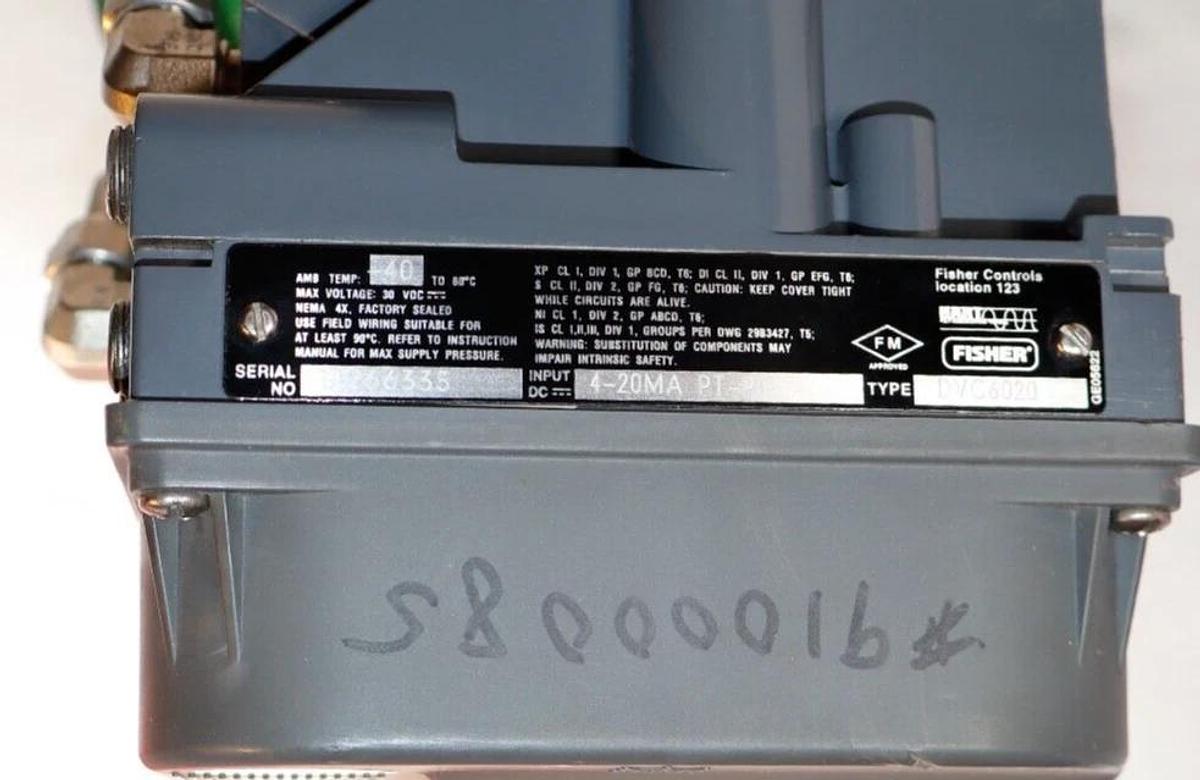 AMB TEMP: -40 TO 80°C
MAX VOLTAGE: 30 VDC
NEMA 4X, FACTORY SEALED
USE FIELD WIRING SUITABLE FOR
AT LEAST 90°C. REFER TO INSTRUCTION
MANUAL FOR MAX SUPPLY PRESSURE.
XP CL I, DIV 1, GP BCD, T6; DI CL II, DIV 1, GP EFG, T6;
S CL II, DIV 2, GP FG, T6; CAUTION: KEEP COVER TIGHT
WHILE CIRCUITS ARE ALIVE.
NI CL 1, DIV 2, GP ABCD, T6;
IS CL I,II,III, DIV 1, GROUPS PER DWG 29B3427, T5;
WARNING: SUBSTITUTION OF COMPONENTS MAY
IMPAIR INTRINSIC SAFETY.
FM
APPROVED
Fisher Controls
location 123
HART
FISHER
GE05622
SERIAL NO
INPUT DC 4-20MA
TYPE DVC6020
#91000085